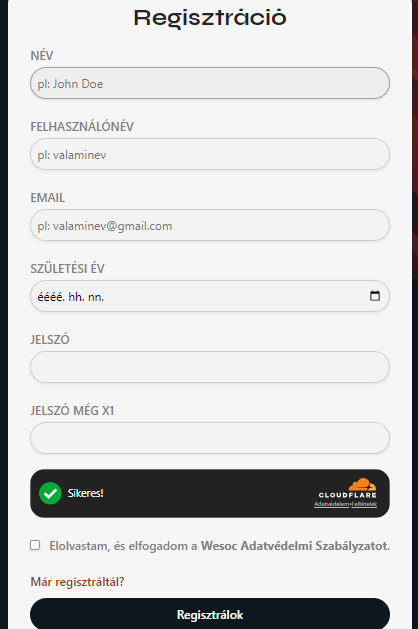 Regisztráció
NÉV
pl: John Doe
FELHASZNÁLÓNÉV
pl: valaminev
EMAIL
pl: valaminev@gmail.com
SZÜLETÉSI ÉV
éééé. hh. nn.
JELSZÓ
JELSZÓ MÉG X1
Sikeres!
CLOUDFLARE
Adatvédelem•Feltételek
Elolvastam, és elfogadom a Wesoc Adatvédelmi Szabályzatot.
Már regisztráltál?
Regisztrálok